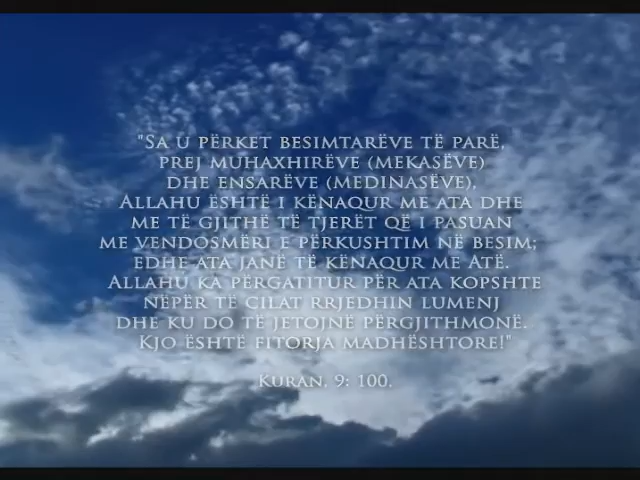 "Sa u përket besimtarëve të parë,
prej muhaxhirëve (mekasëve)
dhe ensarëve (medinasëve),
Allahu është i kënaqur me ata dhe
me të gjithë të tjerët që i pasuan
me vendosmëri e përkushtim në besim;
edhe ata janë të kënaqur me Atë.
Allahu ka përgatitur për ata kopshte
nëpër të cilat rrjedhin lumenj
dhe ku do të jetojnë përgjithmonë.
Kjo është fitorja madhështore!"
Kuran, 9: 100.